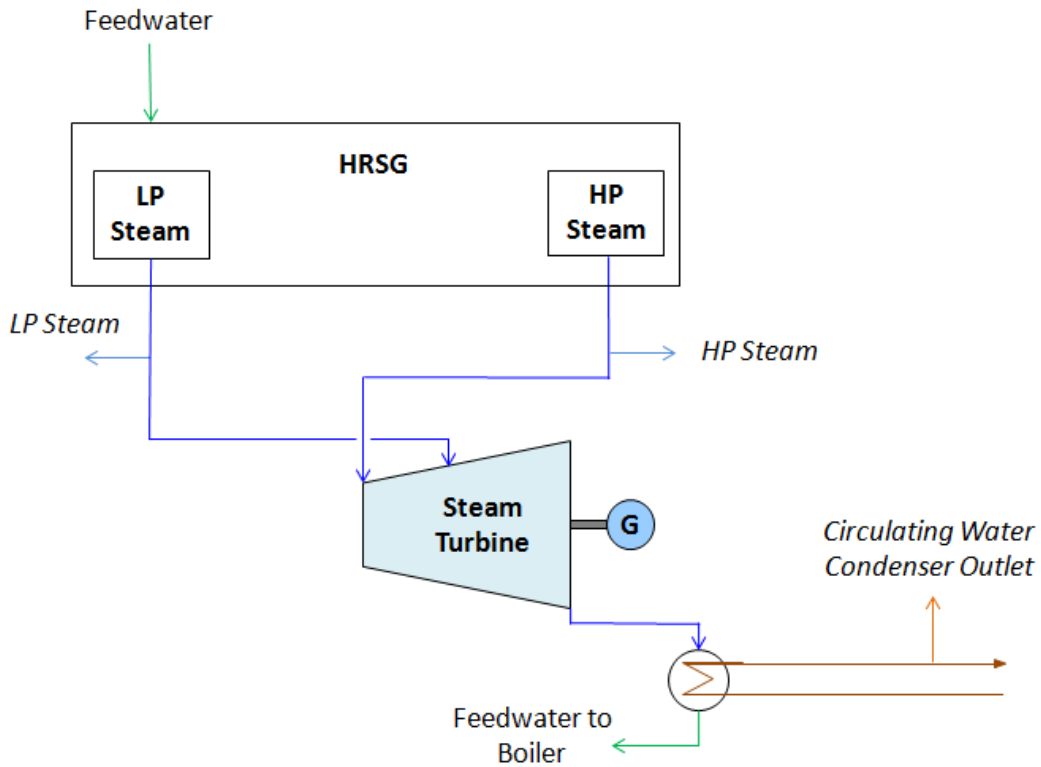 Feedwater
HRSG
LP
Steam
HP
Steam
LP Steam
HP Steam
Steam
Turbine
G
Circulating Water
Condenser Outlet
Feedwater to
Boiler